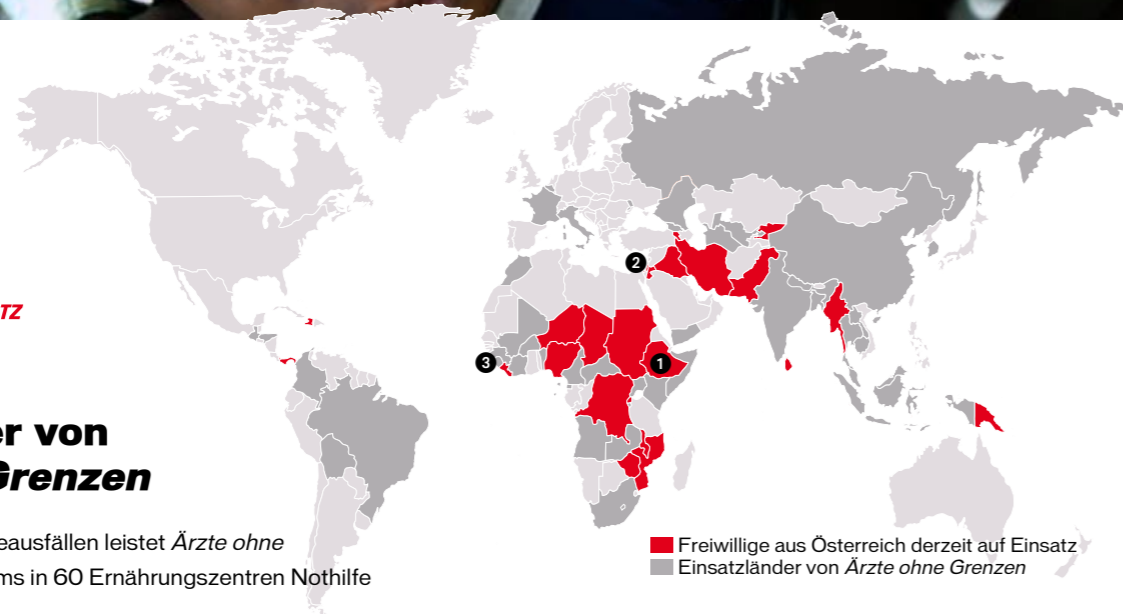 TZ
2
3
1
er von
Grenzen
eausfällen leistet Ärzte ohne
ms in 60 Ernährungszentren Nothilfe
Freiwillige aus Österreich derzeit auf Einsatz
Einsatzländer von Ärzte ohne Grenzen